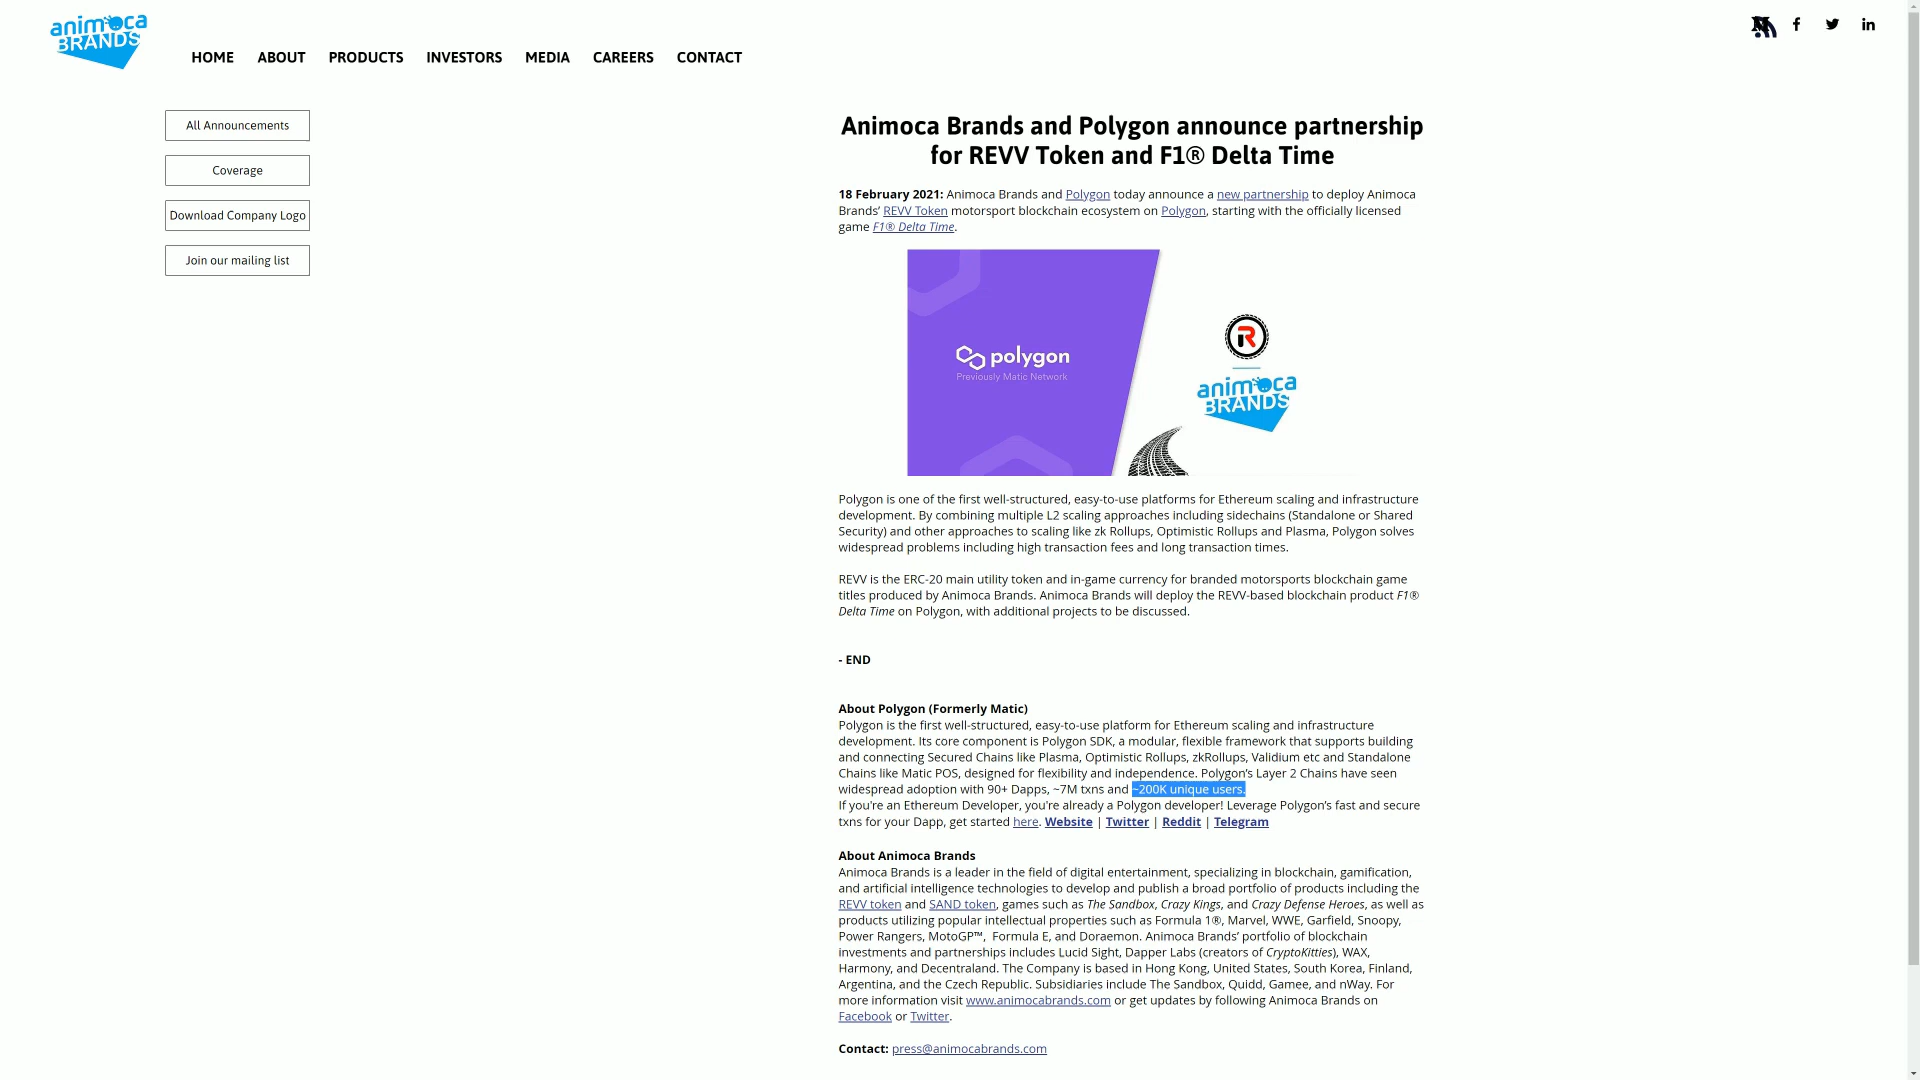 animoca
BRANDS
HOME ABOUT PRODUCTS INVESTORS MEDIA CAREERS CONTACT
All Announcements
Coverage
Download Company Logo
Join our mailing list
Animoca Brands and Polygon announce partnership
for REVV Token and F1® Delta Time
18 February 2021: Animoca Brands and Polygon today announce a new partnership to deploy Animoca
Brands’ REVV Token motorsport blockchain ecosystem on Polygon, starting with the officially licensed
game F1® Delta Time.
polygon
Previously Matic Network
R
animoca
BRANDS
Polygon is one of the first well-structured, easy-to-use platforms for Ethereum scaling and infrastructure
development. By combining multiple L2 scaling approaches including sidechains (Standalone or Shared
Security) and other approaches to scaling like zk Rollups, Optimistic Rollups and Plasma, Polygon solves
widespread problems including high transaction fees and long transaction times.
REVV is the ERC-20 main utility token and in-game currency for branded motorsports blockchain game
titles produced by Animoca Brands. Animoca Brands will deploy the REVV-based blockchain product F1®
Delta Time on Polygon, with additional projects to be discussed.
- END
About Polygon (Formerly Matic)
Polygon is the first well-structured, easy-to-use platform for Ethereum scaling and infrastructure
development. Its core component is Polygon SDK, a modular, flexible framework that supports building
and connecting Secured Chains like Plasma, Optimistic Rollups, zkRollups, Validium etc and Standalone
Chains like Matic POS, designed for flexibility and independence. Polygon’s Layer 2 Chains have seen
widespread adoption with 90+ Dapps, ~7M txns and ~200K unique users.
If you're an Ethereum Developer, you're already a Polygon developer! Leverage Polygon’s fast and secure
txns for your Dapp, get started here. Website | Twitter | Reddit | Telegram
About Animoca Brands
Animoca Brands is a leader in the field of digital entertainment, specializing in blockchain, gamification,
and artificial intelligence technologies to develop and publish a broad portfolio of products including the
REVV token and SAND token, games such as The Sandbox, Crazy Kings, and Crazy Defense Heroes, as well as
products utilizing popular intellectual properties such as Formula 1®, Marvel, WWE, Garfield, Snoopy,
Power Rangers, MotoGP™, Formula E, and Doraemon. Animoca Brands’ portfolio of blockchain
investments and partnerships includes Lucid Sight, Dapper Labs (creators of CryptoKitties), WAX,
Harmony, and Decentraland. The Company is based in Hong Kong, United States, South Korea, Finland,
Argentina, and the Czech Republic. Subsidiaries include The Sandbox, Quidd, Gamee, and nWay. For
more information visit www.animocabrands.com or get updates by following Animoca Brands on
Facebook or Twitter.
Contact: press@animocabrands.com